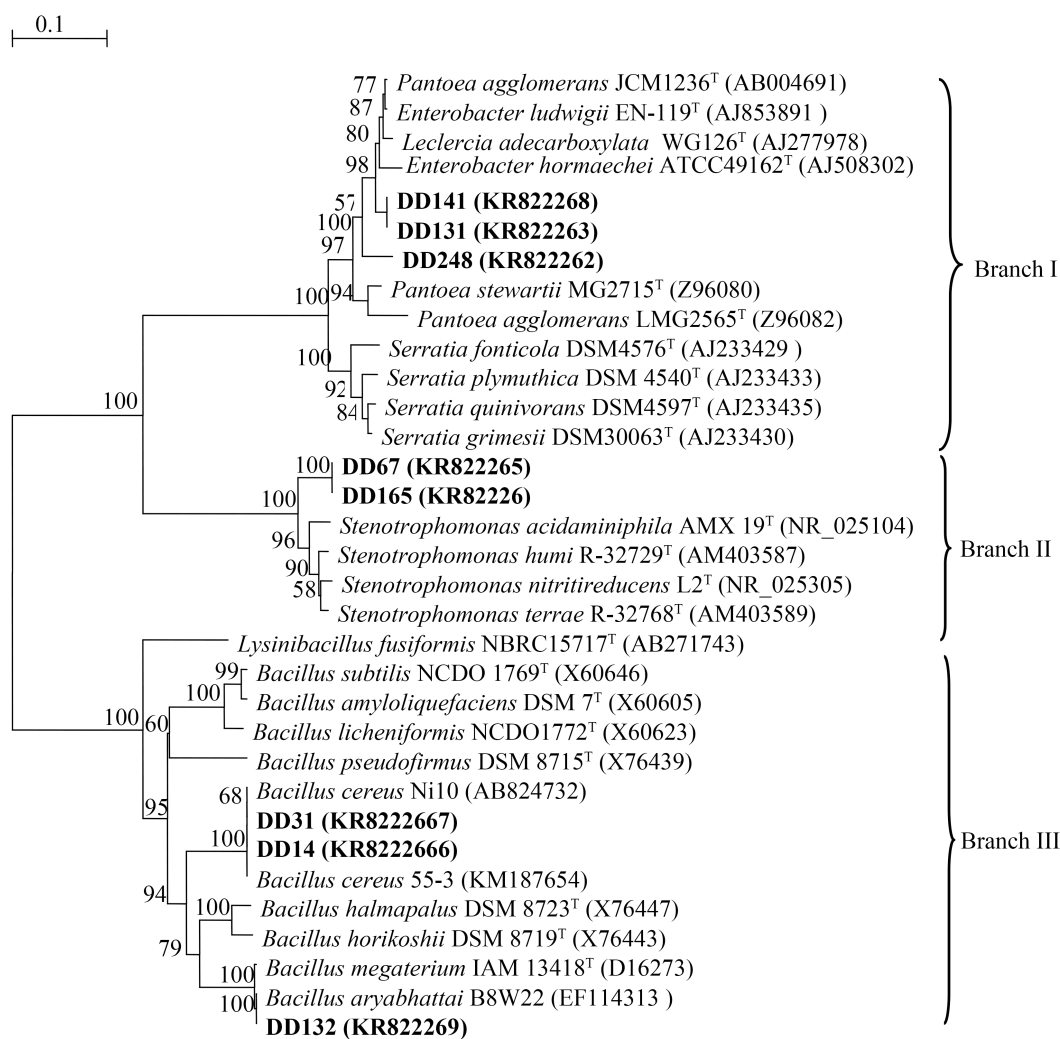 0.1
77
Pantoea agglomerans JCM1236ᵀ (AB004691)
87
Enterobacter ludwigii EN-119ᵀ (AJ853891 )
80
Leclercia adecarboxylata WG126ᵀ (AJ277978)
98
Enterobacter hormaechei ATCC49162ᵀ (AJ508302)
57
DD141 (KR822268)
100
DD131 (KR822263)
97
DD248 (KR822262)
Branch I
100
94
Pantoea stewartii MG2715ᵀ (Z96080)
Pantoea agglomerans LMG2565ᵀ (Z96082)
100
Serratia fonticola DSM4576ᵀ (AJ233429 )
92
Serratia plymuthica DSM 4540ᵀ (AJ233433)
100
84
Serratia quinivorans DSM4597ᵀ (AJ233435)
Serratia grimesii DSM30063ᵀ (AJ233430)
100
DD67 (KR822265)
100
DD165 (KR82226)
Stenotrophomonas acidaminiphila AMX 19ᵀ (NR_025104)
96
Stenotrophomonas humi R-32729ᵀ (AM403587)
Branch II
90
Stenotrophomonas nitritireducens L2ᵀ (NR_025305)
58
Stenotrophomonas terrae R-32768ᵀ (AM403589)
Lysinibacillus fusiformis NBRC15717ᵀ (AB271743)
99
Bacillus subtilis NCDO 1769ᵀ (X60646)
100
Bacillus amyloliquefaciens DSM 7ᵀ (X60605)
100
60
Bacillus licheniformis NCDO1772ᵀ (X60623)
Bacillus pseudofirmus DSM 8715ᵀ (X76439)
68
Bacillus cereus Ni10 (AB824732)
95
DD31 (KR8222667)
100
DD14 (KR8222666)
Branch III
Bacillus cereus 55-3 (KM187654)
94
100
Bacillus halmapalus DSM 8723ᵀ (X76447)
79
Bacillus horikoshii DSM 8719ᵀ (X76443)
100
Bacillus megaterium IAM 13418ᵀ (D16273)
100
Bacillus aryabhattai B8W22 (EF114313 )
DD132 (KR822269)